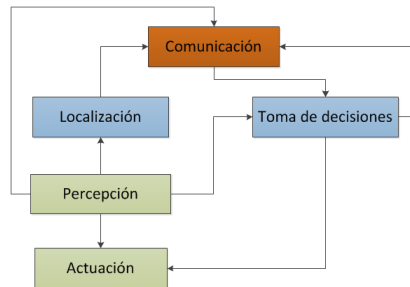 Comunicación
Localización
Toma de decisiones
Percepción
Actuación